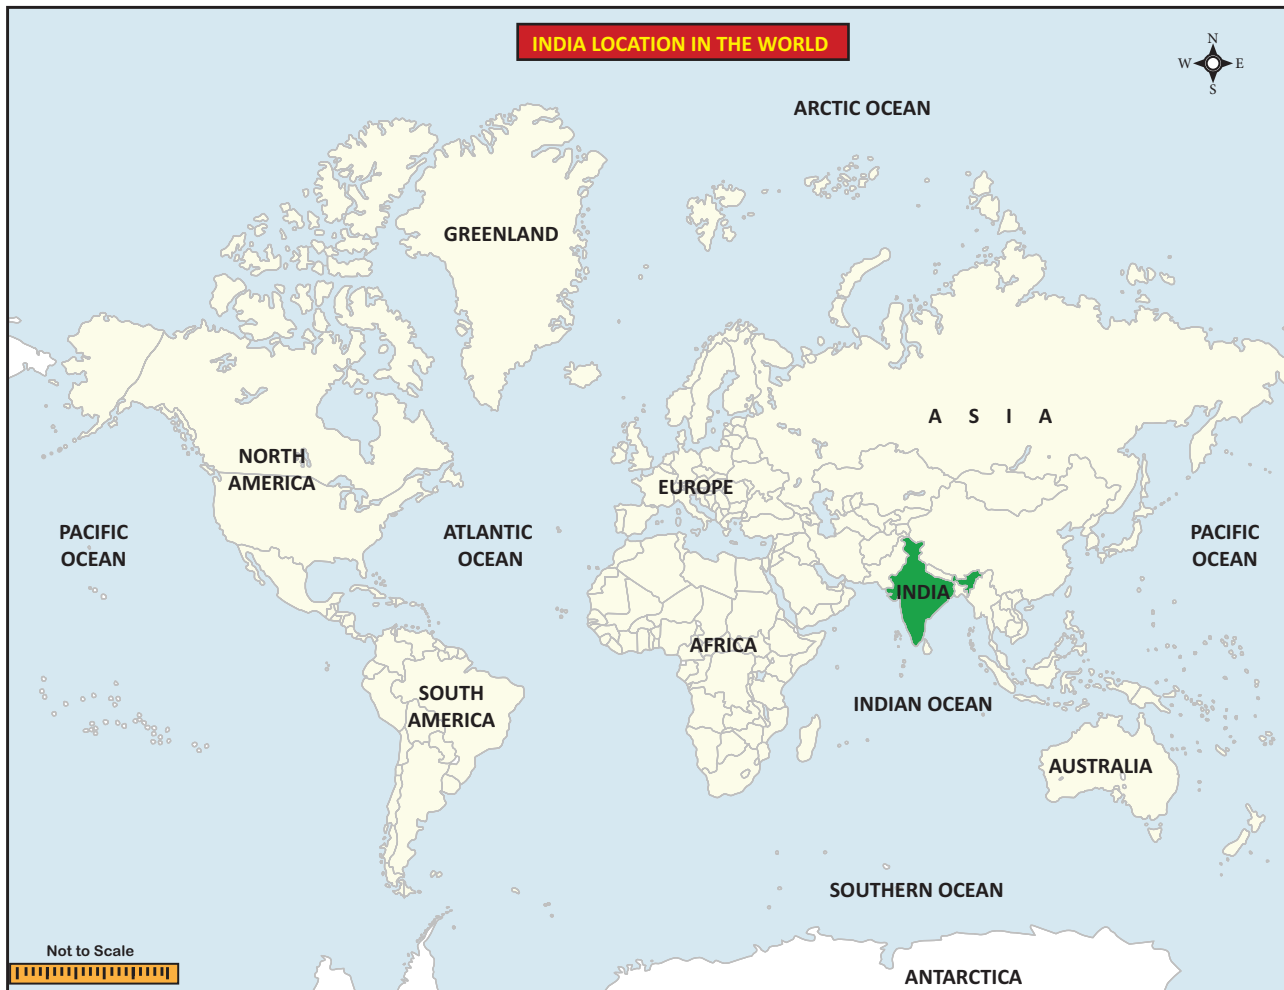 INDIA LOCATION IN THE WORLD
N
W E
S
ARCTIC OCEAN
GREENLAND
A S I A
NORTH
AMERICA
EUROPE
PACIFIC
OCEAN
ATLANTIC
OCEAN
PACIFIC
OCEAN
INDIA
AFRICA
SOUTH
AMERICA
INDIAN OCEAN
AUSTRALIA
SOUTHERN OCEAN
Not to Scale
ANTARCTICA